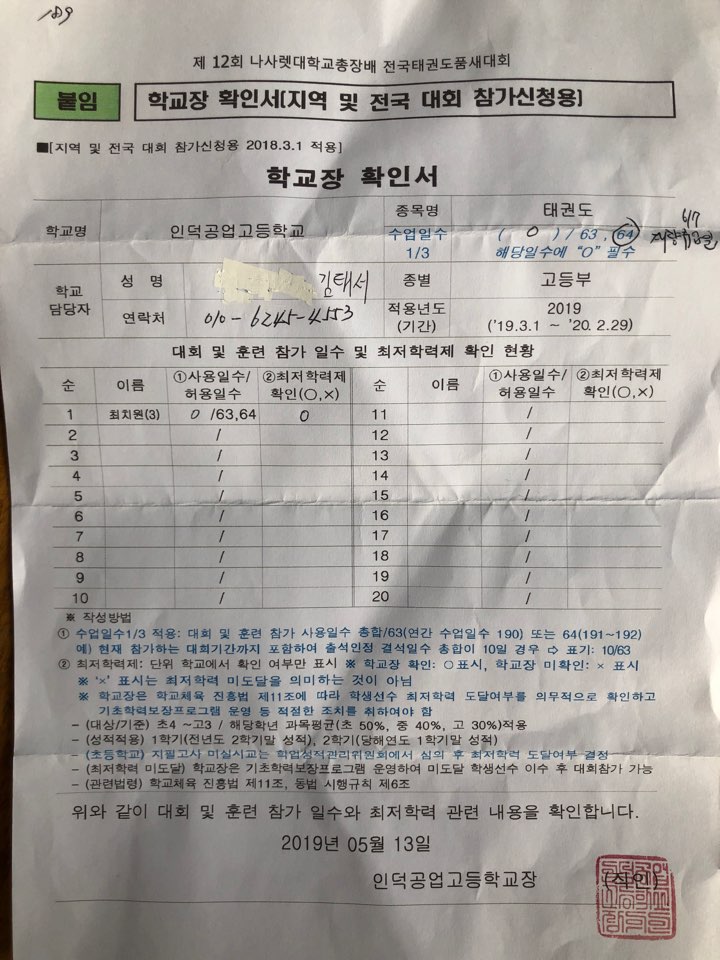 189
제 12회 나사렛대학교총장배 전국태권도품새대회
붙임
학교장 확인서(지역 및 전국 대회 참가신청용)
■[지역 및 전국 대회 참가신청용 2018.3.1 적용]
학교장 확인서
학교명 인덕공업고등학교 종목명 태권도
수업일수 1/3 ( 0 ) / 63, 64
해당일수에 "O" 필수
학교 담당자 성 명 김태서 종별 고등부
연락처 010-6245-4553 적용년도 (기간) 2019
('19.3.1 ~ '20. 2.29)
대회 및 훈련 참가 일수 및 최저학력제 확인 현황
순 이름 ①사용일수/허용일수 ②최저학력제 확인(○,×) 순 이름 ①사용일수/허용일수 ②최저학력제 확인(○,×)
1 최치원(3) 0 /63,64 0 11 /
2 / 12 /
3 / 13 /
4 / 14 /
5 / 15 /
6 / 16 /
7 / 17 /
8 / 18 /
9 / 19 /
10 / 20 /
※ 작성방법
① 수업일수1/3 적용: 대회 및 훈련 참가 사용일수 총합/63(연간 수업일수 190) 또는 64(191~192)
예) 현재 참가하는 대회기간까지 포함하여 출석인정 결석일수 총합이 10일 경우 ⇨ 표기: 10/63
② 최저학력제: 단위 학교에서 확인 여부만 표시 ※ 학교장 확인: ○표시, 학교장 미확인: × 표시
※ '×' 표시는 최저학력 미도달을 의미하는 것이 아님
※ 학교장은 학교체육 진흥법 제11조에 따라 학생선수 최저학력 도달여부를 의무적으로 확인하고
기초학력보장프로그램 운영 등 적정한 조치를 취하여야 함
- (대상/기준) 초4 ~고3 / 해당학년 과목평균(초 50%, 중 40%, 고 30%)적용
- (성적적용) 1학기(전년도 2학기말 성적), 2학기(당해연도 1학기말 성적)
- (초등학교) 지필고사 미실시교는 학업성적관리위원회에서 심의 후 최저학력 도달여부 결정
- (최저학력 미도달) 학교장은 기초학력보장프로그램 운영하여 미도달 학생선수 이수 후 대회참가 가능
- (관련법령) 학교체육 진흥법 제11조, 동법 시행규칙 제6조
위와 같이 대회 및 훈련 참가 일수와 최저학력 관련 내용을 확인합니다.
2019년 05월 13일
인덕공업고등학교장 (직인)